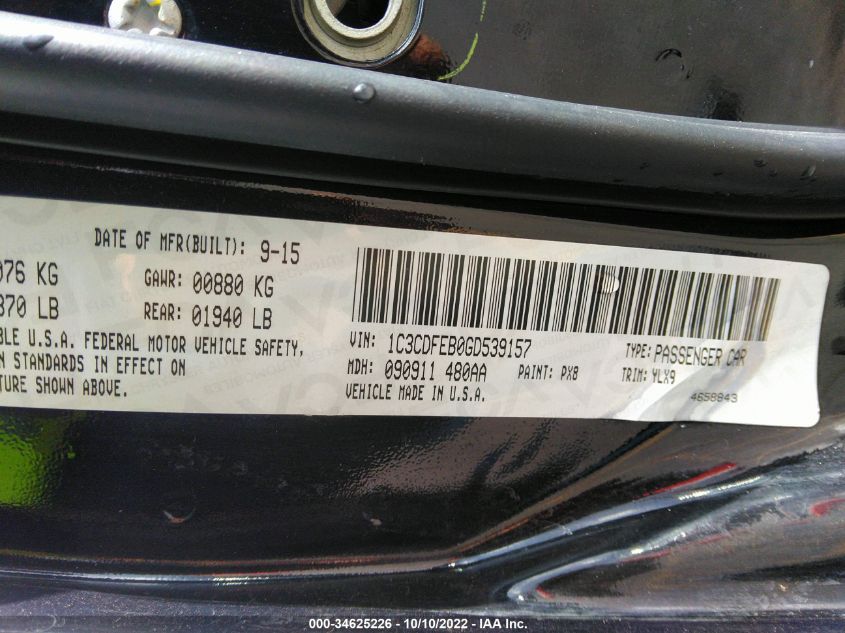 DATE OF MFR(BUILT): 9-15
076 KG GAWR: 00880 KG
870 LB REAR: 01940 LB
BLE U.S.A. FEDERAL MOTOR VEHICLE SAFETY,
ON STANDARDS IN EFFECT ON
TURE SHOWN ABOVE.
VIN: 1C3CDFEB0GD539157 TYPE: PASSENGER CAR
MDH: 090911 480AA PAINT: PX8 TRIM: YLX9
VEHICLE MADE IN U.S.A. 4658843
000-34625226 - 10/10/2022 - IAA Inc.